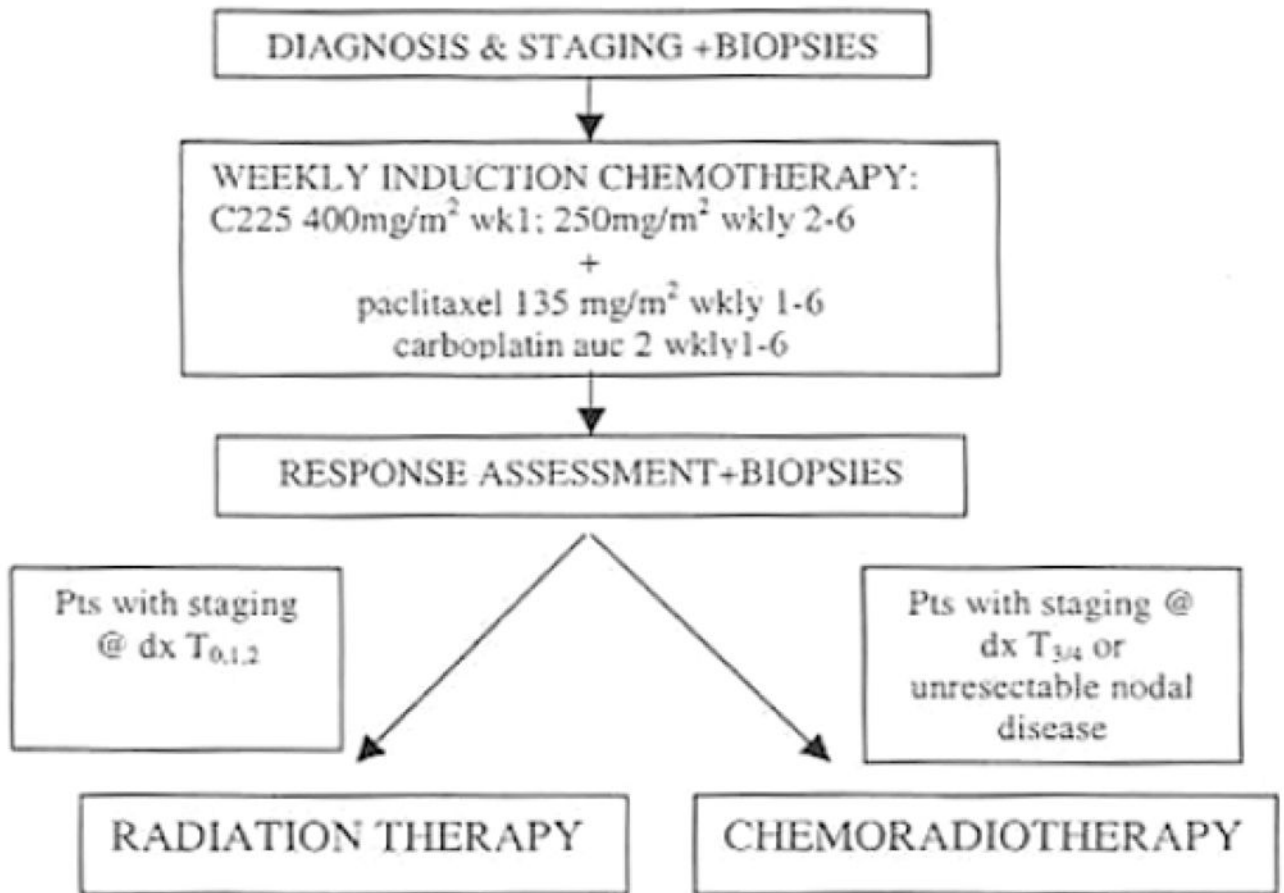 DIAGNOSIS & STAGING +BIOPSIES
WEEKLY INDUCTION CHEMOTHERAPY:
C225 400mg/m² wk1; 250mg/m² wkly 2-6
+
paclitaxel 135 mg/m² wkly 1-6
carboplatin auc 2 wkly1-6
RESPONSE ASSESSMENT+BIOPSIES
Pts with staging
@ dx T₀,₁,₂
Pts with staging @
dx T₃/₄ or
unresectable nodal
disease
RADIATION THERAPY
CHEMORADIOTHERAPY